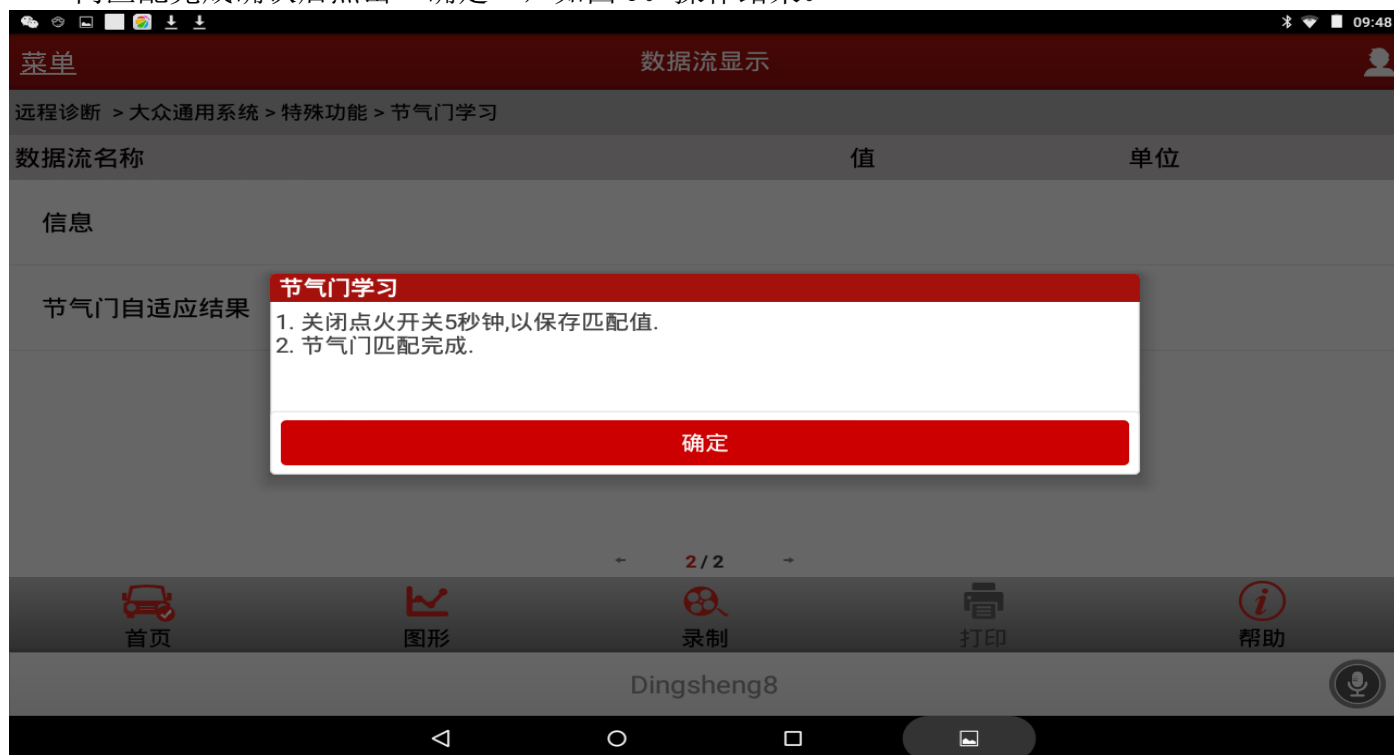 09:48
菜单
数据流显示
远程诊断 > 大众通用系统 > 特殊功能 > 节气门学习
数据流名称 值 单位
信息
节气门自适应结果
节气门学习
1. 关闭点火开关5秒钟,以保存匹配值.
2. 节气门匹配完成.
确定
2 / 2
首页 图形 录制 打印 帮助
Dingsheng8